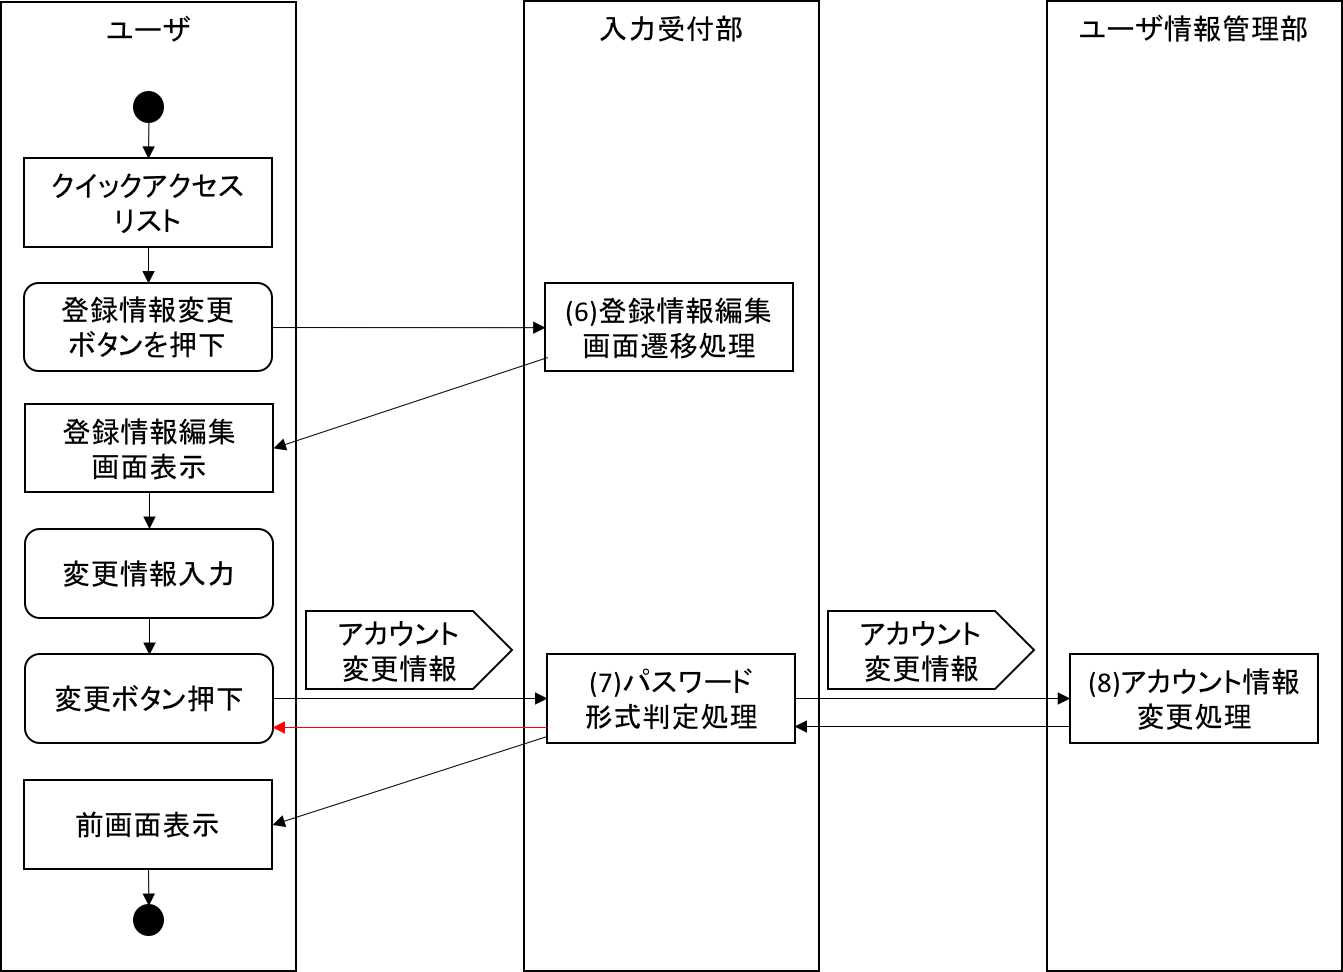 ユーザ
入力受付部
ユーザ情報管理部
クイックアクセス
リスト
登録情報変更
ボタンを押下
(6)登録情報編集
画面遷移処理
登録情報編集
画面表示
変更情報入力
アカウント
変更情報
アカウント
変更情報
変更ボタン押下
(7)パスワード
形式判定処理
(8)アカウント情報
変更処理
前画面表示